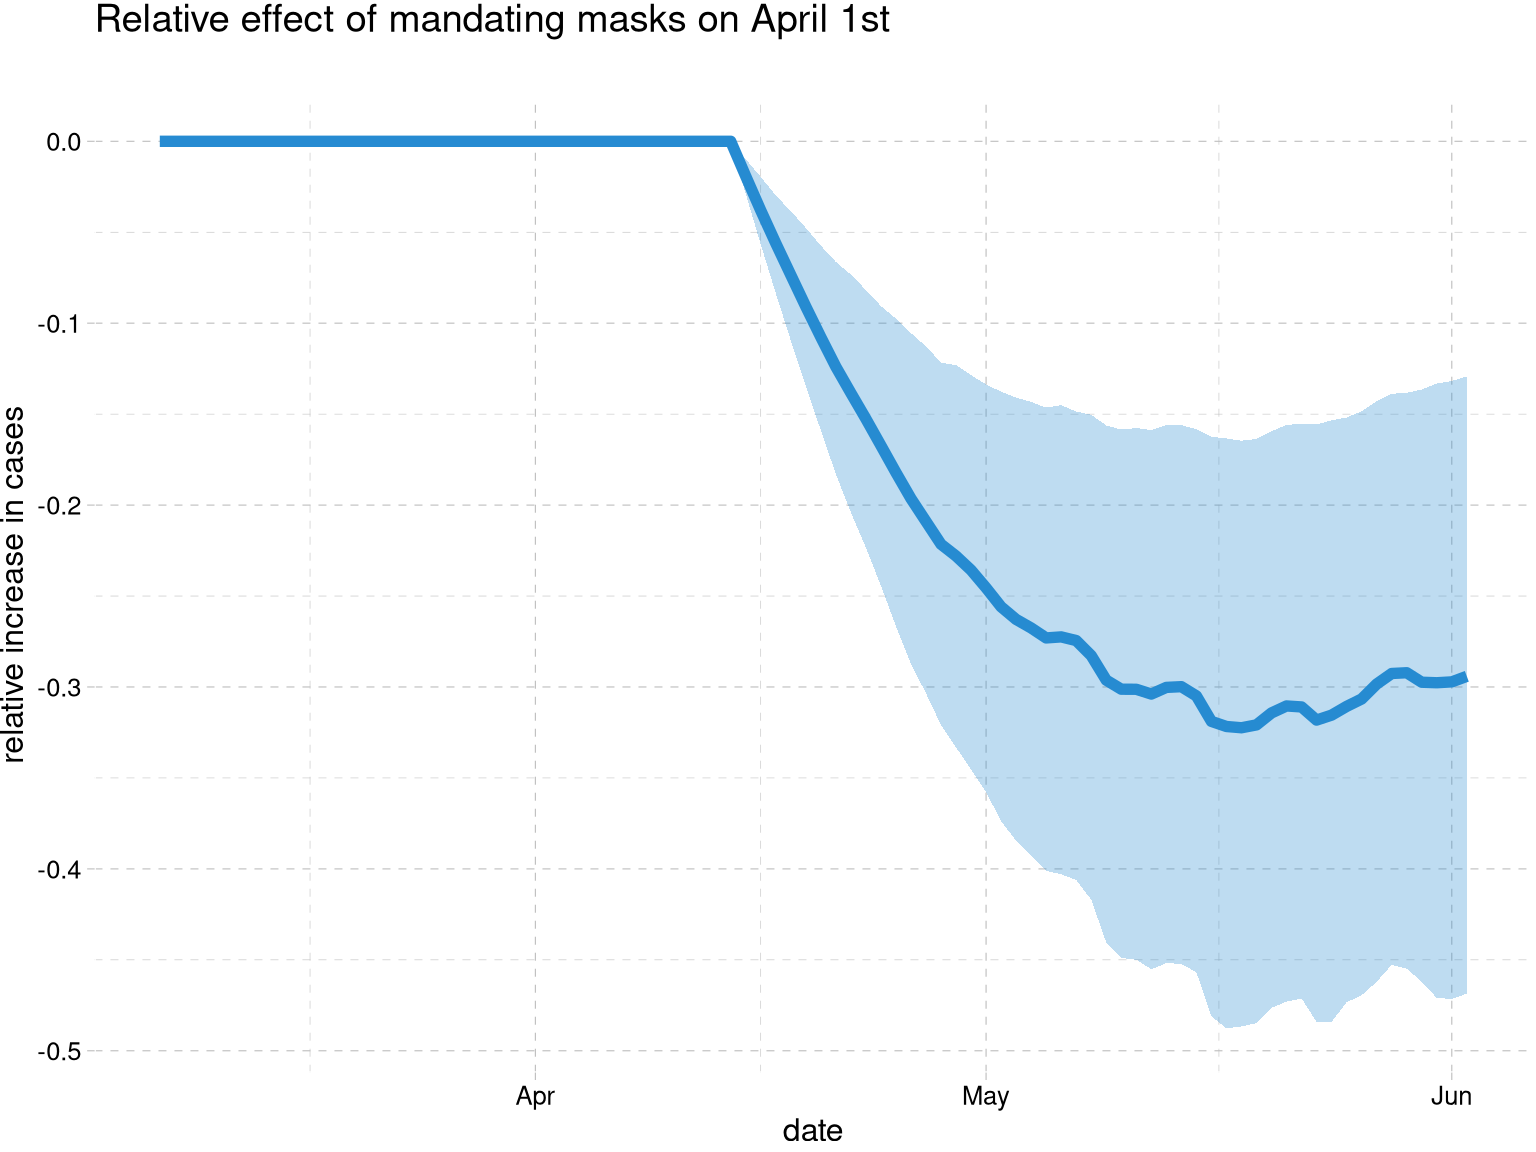 Relative effect of mandating masks on April 1st
relative increase in cases
0.0
-0.1
-0.2
-0.3
-0.4
-0.5
Apr
May
Jun
date